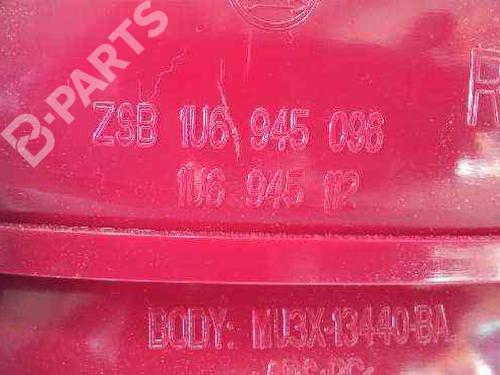 B-PARTS
R
ZSB 1U6 945 096
1U6 945 112
BODY: MU3X-13440-BA